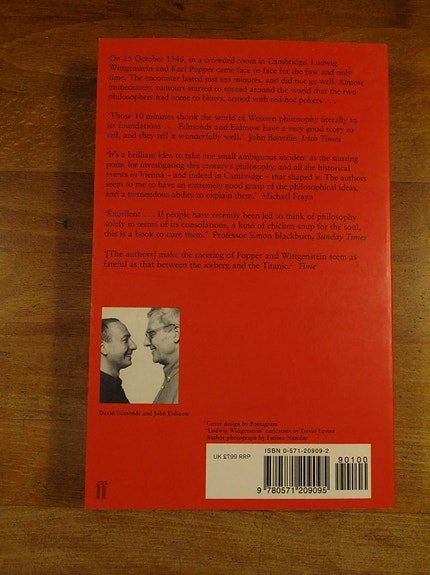 On 25 October 1946, in a crowded room in Cambridge, Ludwig
Wittgenstein and Karl Popper came face to face for the first and only
time. The encounter lasted just ten minutes, and did not go well. Almost
immediately, rumours started to spread around the world that the two
philosophers had come to blows, armed with red-hot pokers . . .
'Those 10 minutes shook the world of Western philosophy literally to
its foundations . . . Edmonds and Eidinow have a very good story to
tell, and they tell it wonderfully well.' John Banville, Irish Times
'It's a brilliant idea to take one small ambiguous incident as the starting
point for investigating this century's philosophy, and all the historical
events in Vienna – and indeed in Cambridge – that shaped it. The authors
seem to me to have an extremely good grasp of the philosophical ideas,
and a tremendous ability to explain them.' Michael Frayn
'Excellent . . . If people have recently been led to think of philosophy
solely in terms of its consolations, a kind of chicken soup for the soul,
this is a book to cure them.' Professor Simon Blackburn, Sunday Times
'[The authors] make the meeting of Popper and Wittgenstein seem as
fateful as that between the iceberg and the Titanic.' Time
David Edmonds and John Eidinow
Cover design by Pentagram
'Ludwig Wittgenstein' caricature by David Levine
Author photograph by Fatima Namdar
ISBN 0-571-20909-2
UK £7.99 RRP
90100
9 780571 209095
ff